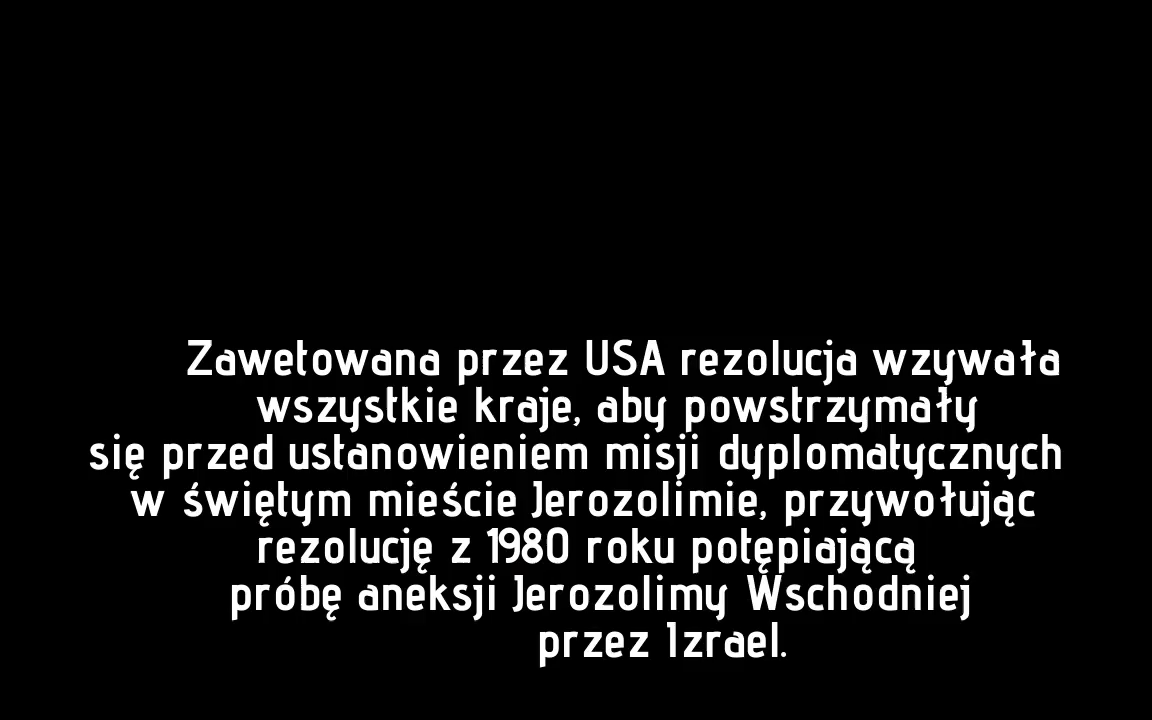 Zawetowana przez USA rezolucja wzywała
wszystkie kraje, aby powstrzymały
się przed ustanowieniem misji dyplomatycznych
w świętym mieście Jerozolimie, przywołując
rezolucję z 1980 roku potępiającą
próbę aneksji Jerozolimy Wschodniej
przez Izrael.